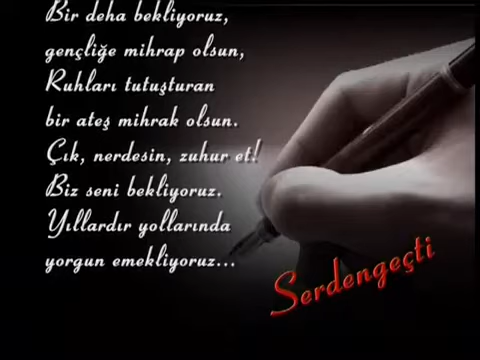 Bir deha bekliyoruz,
gençliğe mihrap olsun,
Ruhları tutuşturan
bir ateş mihrak olsun.
Çık, nerdesin, zuhur et!
Biz seni bekliyoruz.
Yıllardır yollarında
yorgun emekliyoruz...
Serdengeçti